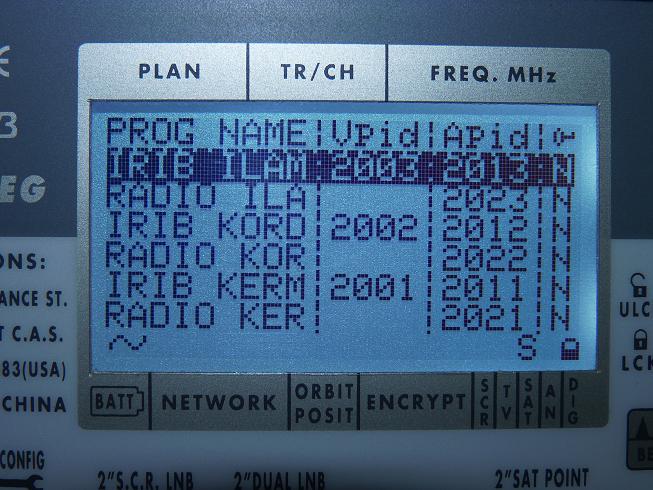 PLAN TR/CH FREQ. MHz
PROG NAME|VPid|APid|
IRIB ILAM|2003|2013|N
RADIO ILA| |2023|N
IRIB KORD|2002|2012|N
RADIO KOR| |2022|N
IRIB KERM|2001|2011|N
RADIO KER| |2021|N
~ S
BATT NETWORK ORBIT POSIT ENCRYPT SCR TV SAT AN DIG
3
EG
ONS:
ANCE ST.
T C.A.S.
83(USA)
CHINA
CONFIG
ULC
LCK
2"S.C.R. LNB 2"DUAL LNB 2"SAT POINT